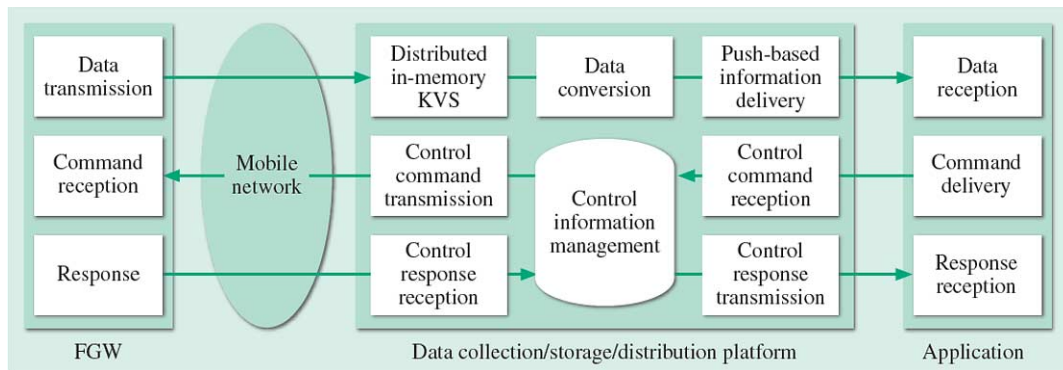 Data
transmission
Distributed
in-memory
KVS
Data
conversion
Push-based
information
delivery
Data
reception
Command
reception
Mobile
network
Control
command
transmission
Control
information
management
Control
command
reception
Command
delivery
Response
Control
response
reception
Control
response
transmission
Response
reception
FGW
Data collection/storage/distribution platform
Application